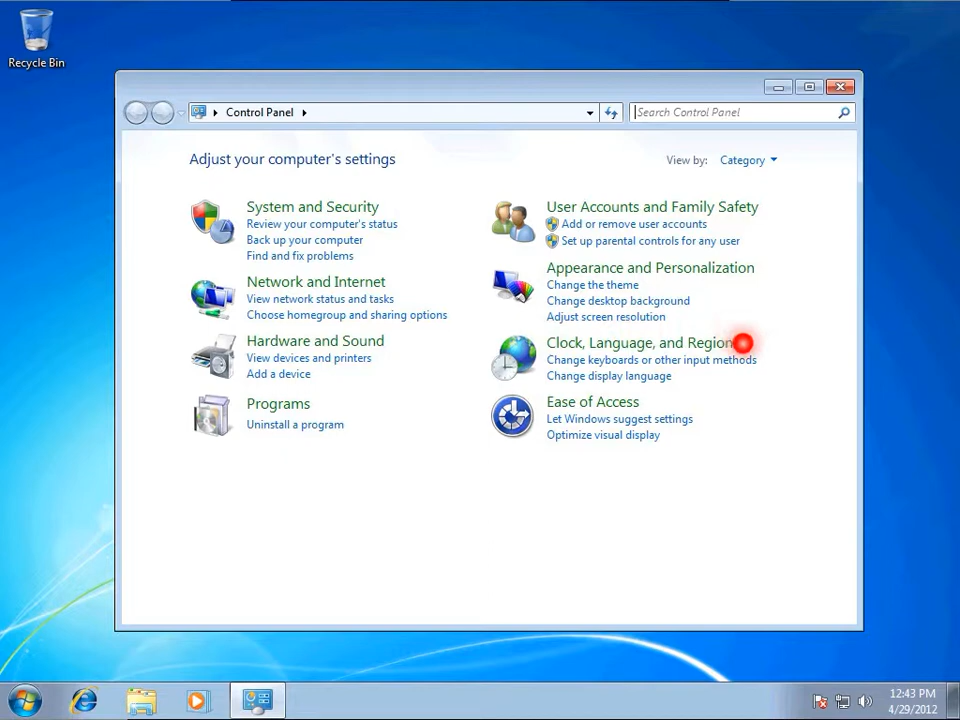 Recycle Bin
Control Panel
Search Control Panel
Adjust your computer's settings
View by: Category
System and Security
Review your computer's status
Back up your computer
Find and fix problems
Network and Internet
View network status and tasks
Choose homegroup and sharing options
Hardware and Sound
View devices and printers
Add a device
Programs
Uninstall a program
User Accounts and Family Safety
Add or remove user accounts
Set up parental controls for any user
Appearance and Personalization
Change the theme
Change desktop background
Adjust screen resolution
Clock, Language, and Region
Change keyboards or other input methods
Change display language
Ease of Access
Let Windows suggest settings
Optimize visual display
12:43 PM
4/29/2012